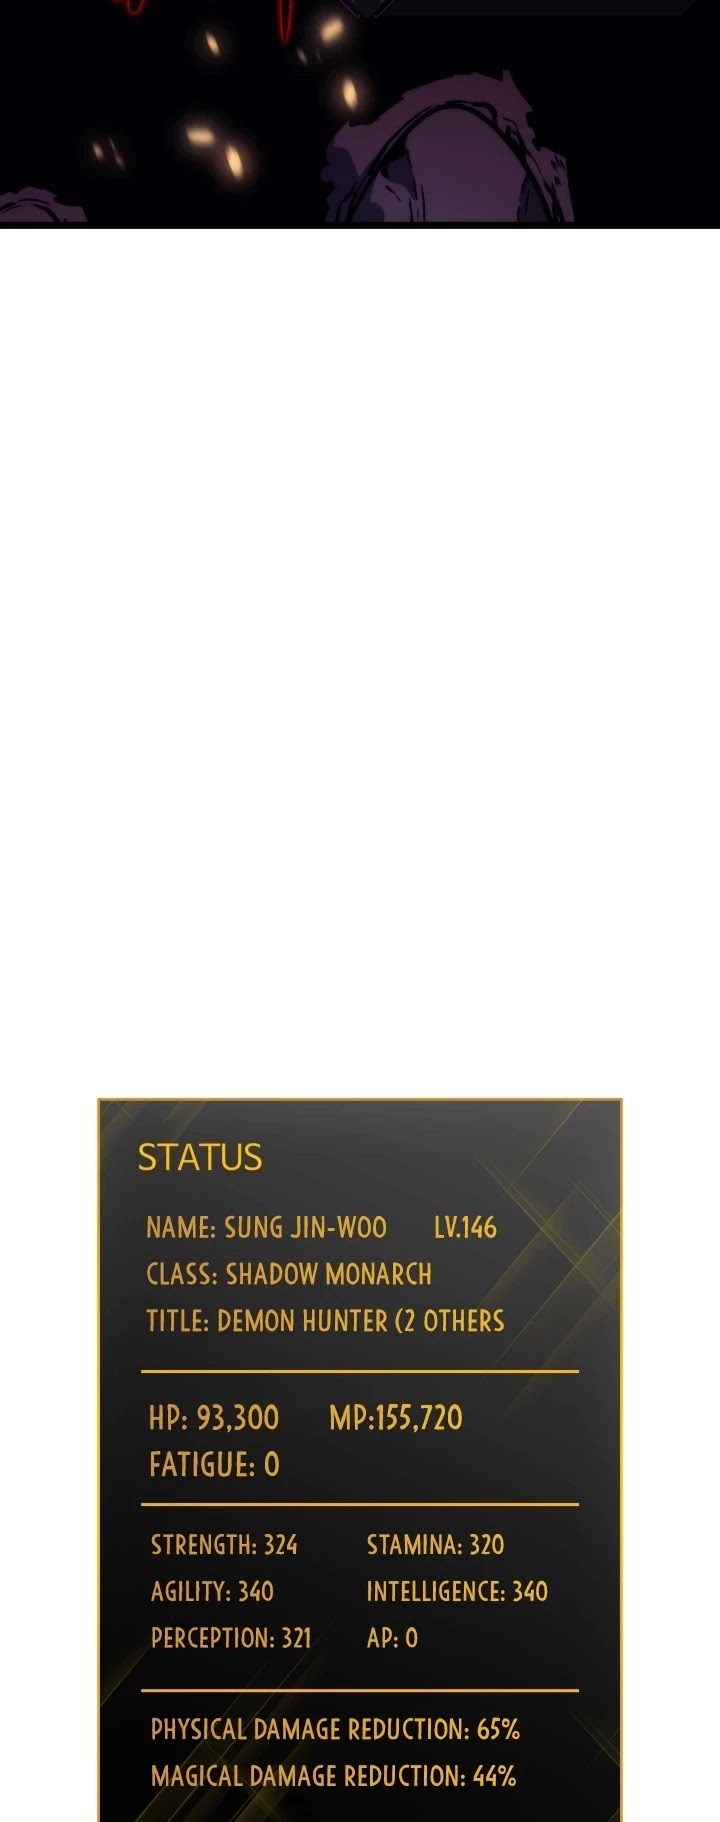 STATUS
NAME: SUNG JIN-WOO LV.146
CLASS: SHADOW MONARCH
TITLE: DEMON HUNTER (2 OTHERS
HP: 93,300 MP:155,720
FATIGUE: 0
STRENGTH: 324 STAMINA: 320
AGILITY: 340 INTELLIGENCE: 340
PERCEPTION: 321 AP: 0
PHYSICAL DAMAGE REDUCTION: 65%
MAGICAL DAMAGE REDUCTION: 44%